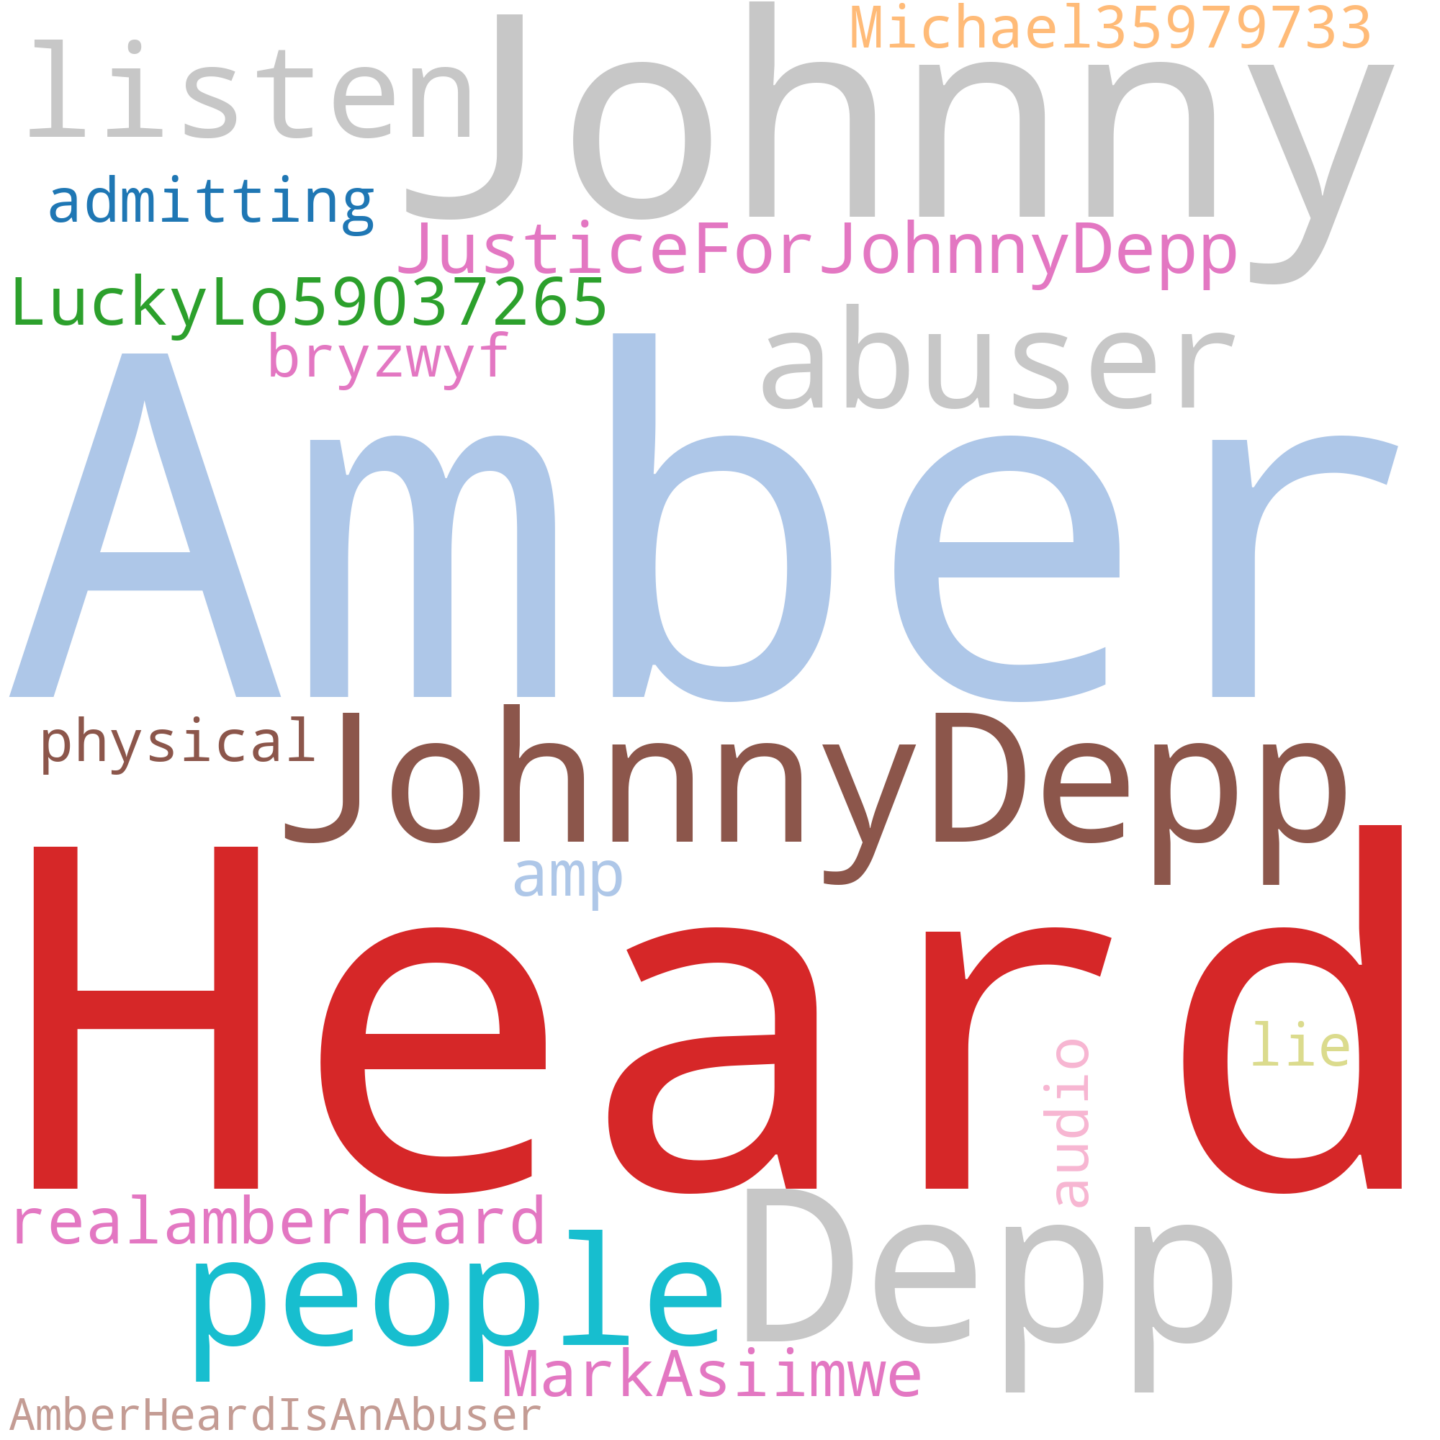 Michael35979733
Johnny
listen
admitting
JusticeForJohnnyDepp
LuckyLo59037265
bryzwyf
abuser
Amber
physical
JohnnyDepp
amp
Heard
lie
audio
realamberheard
people
Depp
MarkAsiimwe
AmberHeardIsAnAbuser